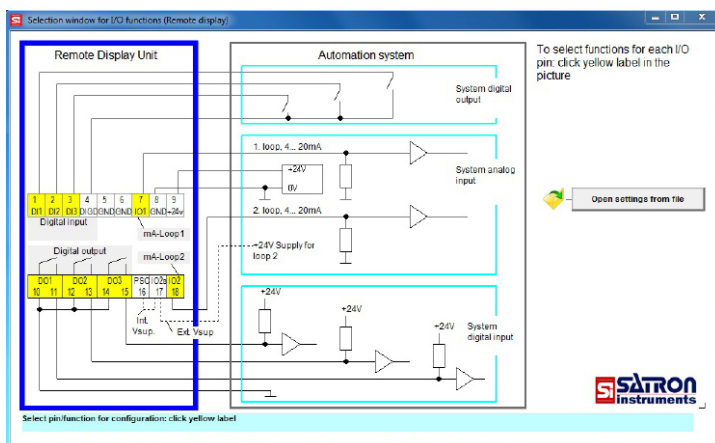 Selection window for I/O functions (Remote display)
Remote Display Unit
Automation system
To select functions for each I/O
pin: click yellow label in the
picture
System digital
output
1. loop, 4... 20mA
+24V
0V
System analog
input
2. loop, 4... 20mA
Open settings from file
1 2 3 4 5 6 7 8 9
DI1 DI2 DI3 DIGD GND GND IO1 GND +24v
Digital input
mA-Loop1
+24V Supply for
loop 2
Digital output
mA-Loop2
DO1 DO2 DO3 PSO IO2a IO2
10 11 12 13 14 15 16 17 18
Int.
Vsup.
Ext. Vsup
+24V
+24V
+24V
System
digital input
Si SATRON
instruments
Select pin/function for configuration: click yellow label